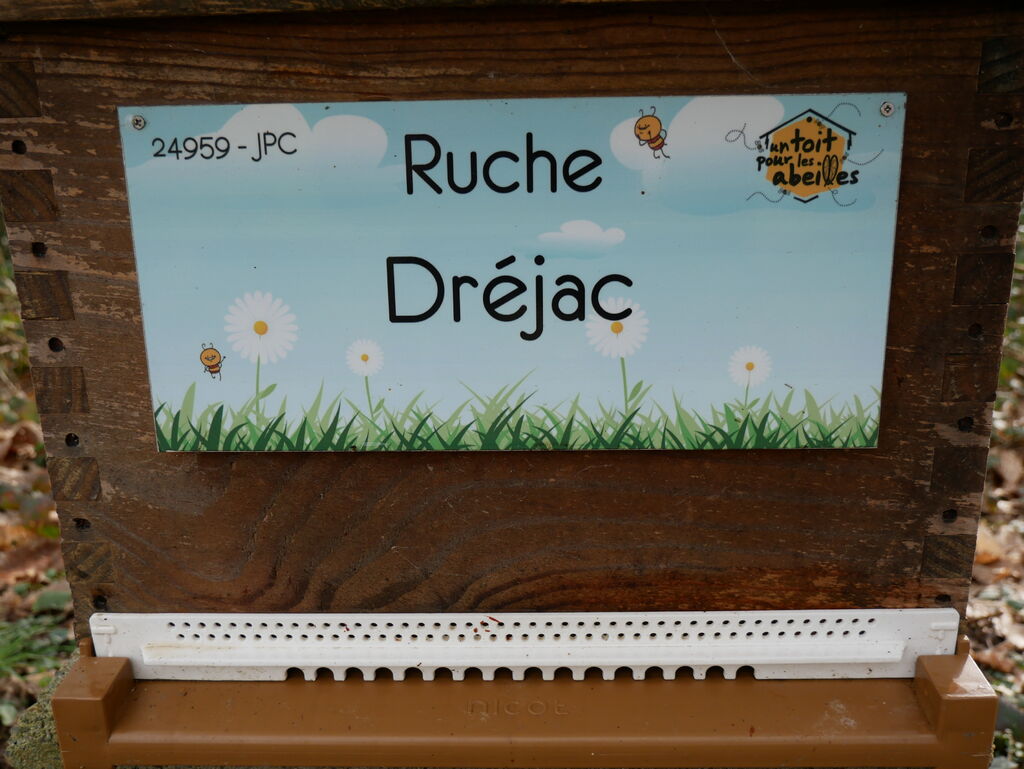 24959 - JPC
Ruche
Dréjac
un toit
pour les
abeilles
nicot